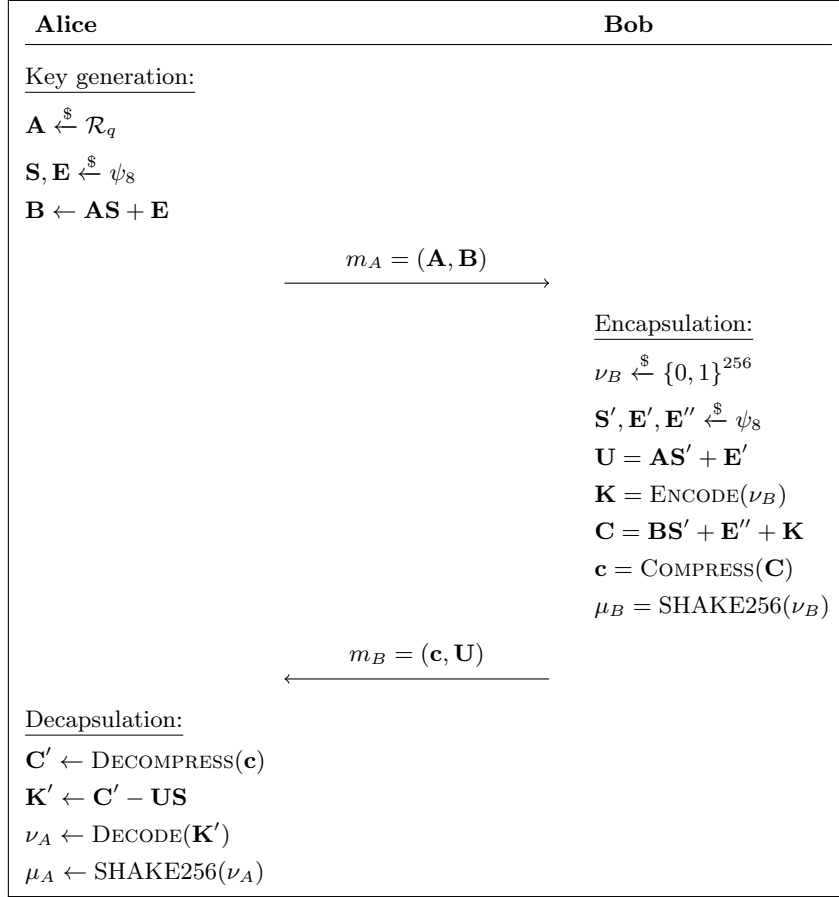 Alice Bob
Key generation:
A ←$ R_q
S, E ←$ ψ_8
B ← AS + E
m_A = (A, B)
Encapsulation:
ν_B ←$ {0, 1}^256
S′, E′, E″ ←$ ψ_8
U = AS′ + E′
K = ENCODE(ν_B)
C = BS′ + E″ + K
c = COMPRESS(C)
μ_B = SHAKE256(ν_B)
m_B = (c, U)
Decapsulation:
C′ ← DECOMPRESS(c)
K′ ← C′ − US
ν_A ← DECODE(K′)
μ_A ← SHAKE256(ν_A)